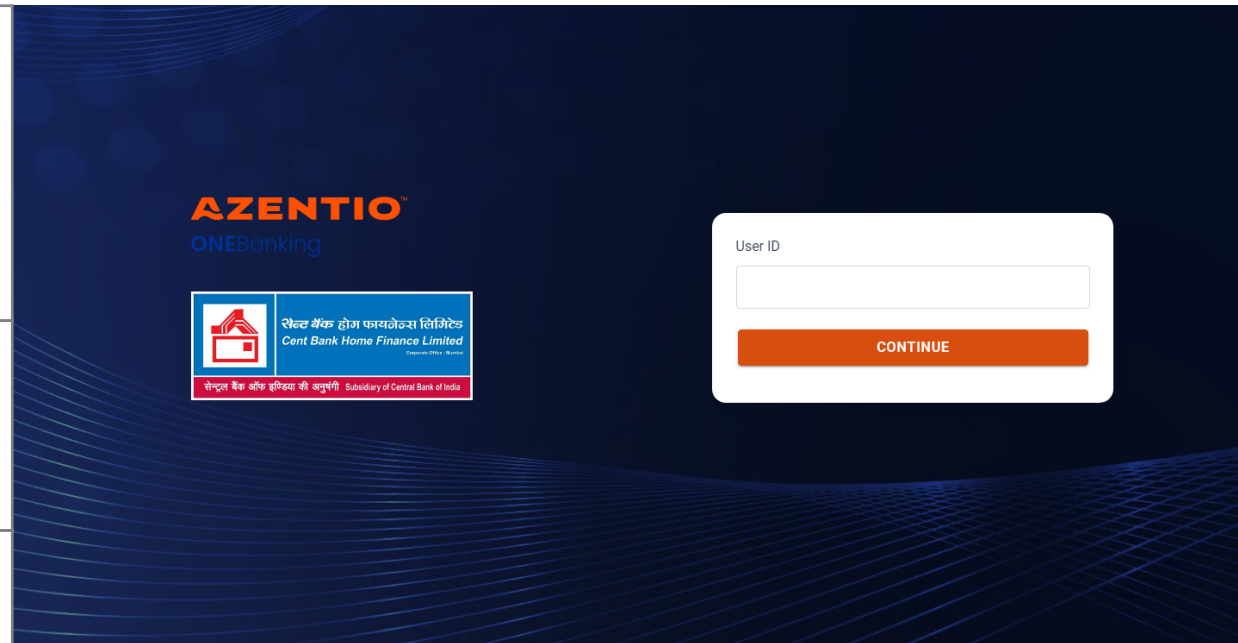 AZENTIO™
ONEBanking
सेन्ट बैंक होम फायनेन्स लिमिटेड
Cent Bank Home Finance Limited
Corporate Office : Mumbai
सेन्ट्रल बैंक ऑफ इण्डिया की अनुषंगी Subsidiary of Central Bank of India
User ID
CONTINUE